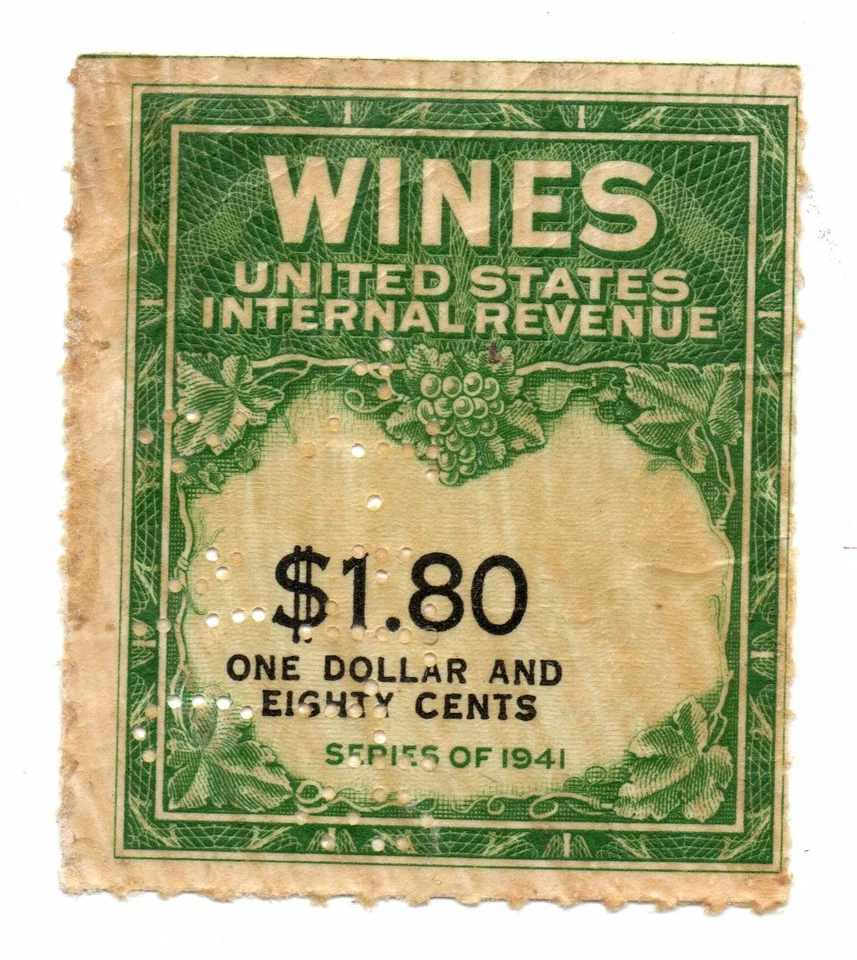 WINES
UNITED STATES
INTERNAL REVENUE
$1.80
ONE DOLLAR AND
EIGHTY CENTS
SERIES OF 1941